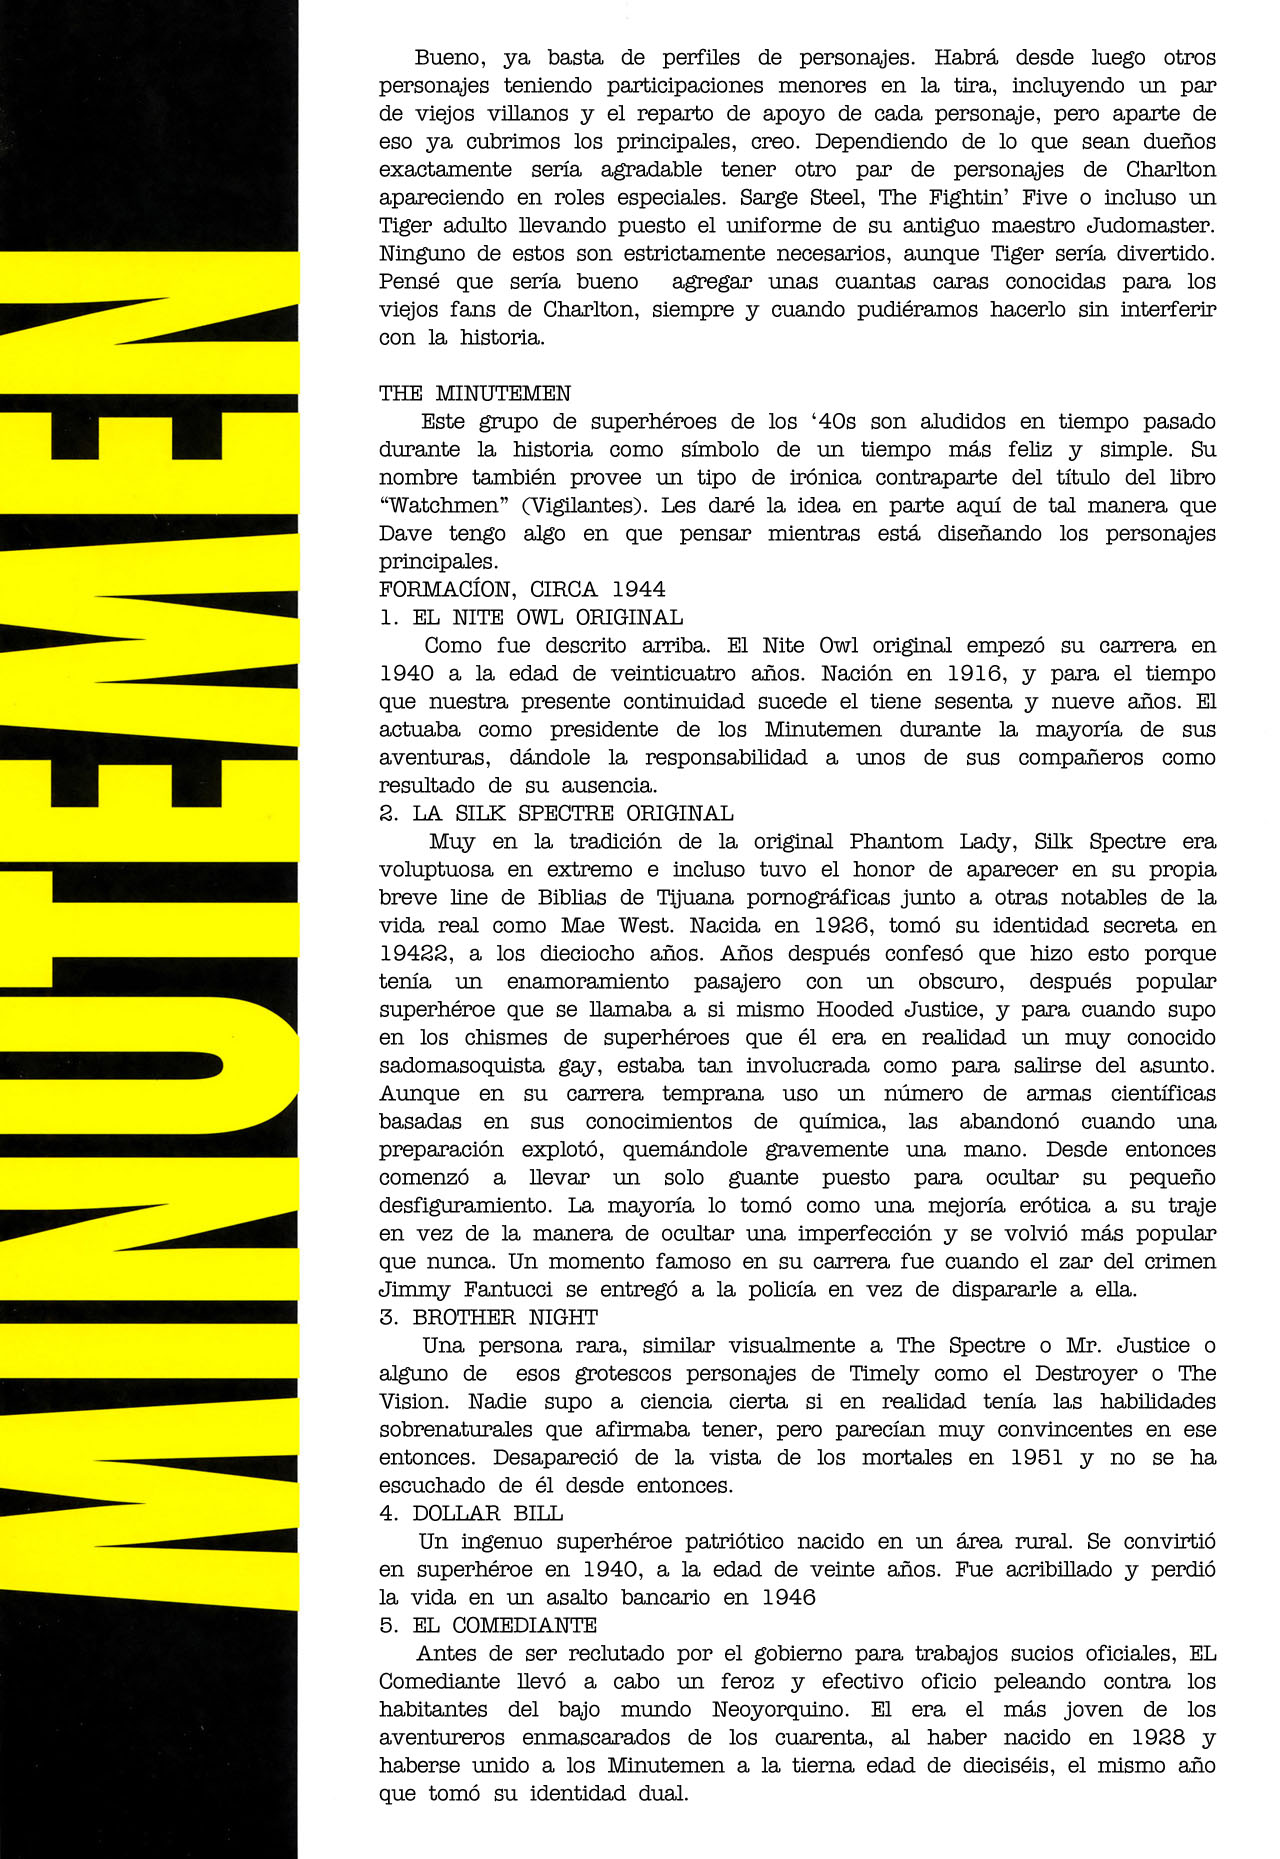 MINUTEMEN
Bueno, ya basta de perfiles de personajes. Habrá desde luego otros
personajes teniendo participaciones menores en la tira, incluyendo un par
de viejos villanos y el reparto de apoyo de cada personaje, pero aparte de
eso ya cubrimos los principales, creo. Dependiendo de lo que sean dueños
exactamente sería agradable tener otro par de personajes de Charlton
apareciendo en roles especiales. Sarge Steel, The Fightin’ Five o incluso un
Tiger adulto llevando puesto el uniforme de su antiguo maestro Judomaster.
Ninguno de estos son estrictamente necesarios, aunque Tiger sería divertido.
Pensé que sería bueno agregar unas cuantas caras conocidas para los
viejos fans de Charlton, siempre y cuando pudiéramos hacerlo sin interferir
con la historia.
THE MINUTEMEN
Este grupo de superhéroes de los ‘40s son aludidos en tiempo pasado
durante la historia como símbolo de un tiempo más feliz y simple. Su
nombre también provee un tipo de irónica contraparte del título del libro
“Watchmen” (Vigilantes). Les daré la idea en parte aquí de tal manera que
Dave tengo algo en que pensar mientras está diseñando los personajes
principales.
FORMACÍON, CIRCA 1944
1. EL NITE OWL ORIGINAL
Como fue descrito arriba. El Nite Owl original empezó su carrera en
1940 a la edad de veinticuatro años. Nación en 1916, y para el tiempo
que nuestra presente continuidad sucede el tiene sesenta y nueve años. El
actuaba como presidente de los Minutemen durante la mayoría de sus
aventuras, dándole la responsabilidad a unos de sus compañeros como
resultado de su ausencia.
2. LA SILK SPECTRE ORIGINAL
Muy en la tradición de la original Phantom Lady, Silk Spectre era
voluptuosa en extremo e incluso tuvo el honor de aparecer en su propia
breve line de Biblias de Tijuana pornográficas junto a otras notables de la
vida real como Mae West. Nacida en 1926, tomó su identidad secreta en
19422, a los dieciocho años. Años después confesó que hizo esto porque
tenía un enamoramiento pasajero con un obscuro, después popular
superhéroe que se llamaba a si mismo Hooded Justice, y para cuando supo
en los chismes de superhéroes que él era en realidad un muy conocido
sadomasoquista gay, estaba tan involucrada como para salirse del asunto.
Aunque en su carrera temprana uso un número de armas científicas
basadas en sus conocimientos de química, las abandonó cuando una
preparación explotó, quemándole gravemente una mano. Desde entonces
comenzó a llevar un solo guante puesto para ocultar su pequeño
desfiguramiento. La mayoría lo tomó como una mejoría erótica a su traje
en vez de la manera de ocultar una imperfección y se volvió más popular
que nunca. Un momento famoso en su carrera fue cuando el zar del crimen
Jimmy Fantucci se entregó a la policía en vez de dispararle a ella.
3. BROTHER NIGHT
Una persona rara, similar visualmente a The Spectre o Mr. Justice o
alguno de esos grotescos personajes de Timely como el Destroyer o The
Vision. Nadie supo a ciencia cierta si en realidad tenía las habilidades
sobrenaturales que afirmaba tener, pero parecían muy convincentes en ese
entonces. Desapareció de la vista de los mortales en 1951 y no se ha
escuchado de él desde entonces.
4. DOLLAR BILL
Un ingenuo superhéroe patriótico nacido en un área rural. Se convirtió
en superhéroe en 1940, a la edad de veinte años. Fue acribillado y perdió
la vida en un asalto bancario en 1946
5. EL COMEDIANTE
Antes de ser reclutado por el gobierno para trabajos sucios oficiales, EL
Comediante llevó a cabo un feroz y efectivo oficio peleando contra los
habitantes del bajo mundo Neoyorquino. El era el más joven de los
aventureros enmascarados de los cuarenta, al haber nacido en 1928 y
haberse unido a los Minutemen a la tierna edad de dieciséis, el mismo año
que tomó su identidad dual.